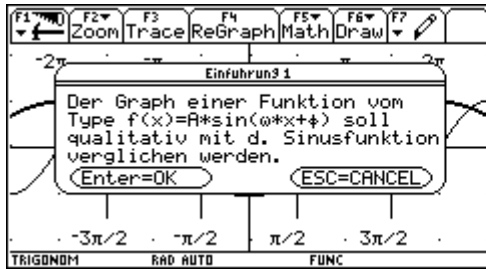 F1 F2 F3 F4 F5 F6 F7
Zoom Trace ReGraph Math Draw
-2π -π π 2π
Einfuhrung 1
Der Graph einer Funktion vom
Type f(x)=A*sin(ω*x+ϕ) soll
qualitativ mit d. Sinusfunktion
verglichen werden.
Enter=OK ESC=CANCEL
-3π/2 -π/2 π/2 3π/2
TRIGONOM RAD AUTO FUNC